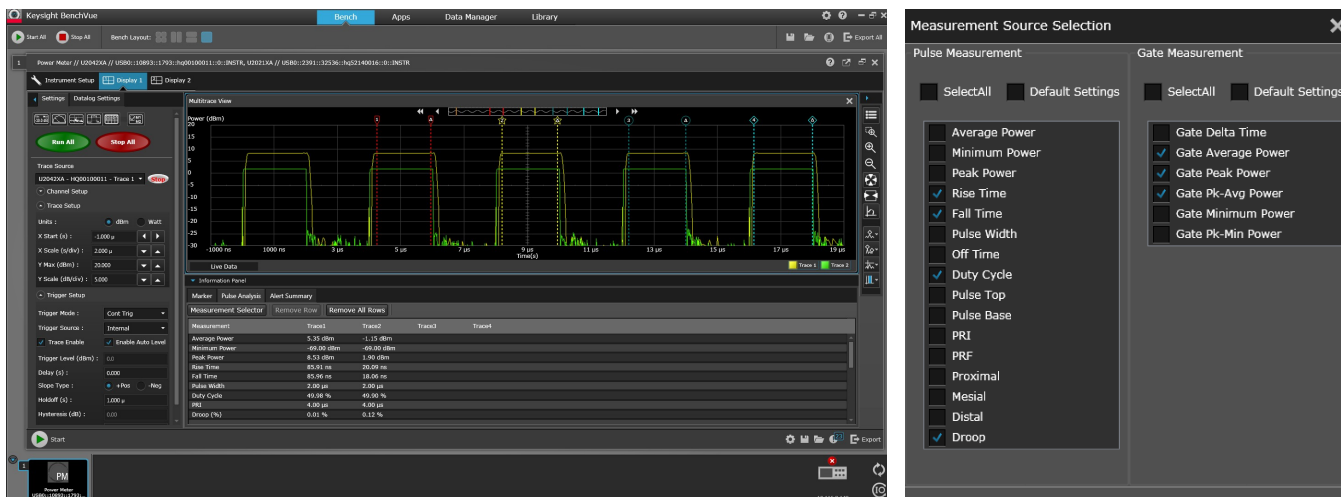 Keysight BenchVue
Bench Apps Data Manager Library
Start All Stop All Bench Layout: Export All
1 Power Meter // U2042XA // USB0::10893::1793::hq00100011::0::INSTR, U2021XA // USB0::2391::32536::hq52140016::0::INSTR
Instrument Setup Display 1 Display 2
Settings Datalog Settings
Run All Stop All
Trace Source
U2042XA - HQ00100011 - Trace 1 Stop
Channel Setup
Trace Setup
Units : dBm Watt
X Start (s): -1.000 µ
X Scale (s/div) : 2.000 µ
Y Max (dBm) : 20.000
Y Scale (dB/div) : 5.000
Trigger Setup
Trigger Mode : Cont Trig
Trigger Source : Internal
Trace Enable Enable Auto Level
Trigger Level (dBm) : 0.0
Delay (s) : 0.000
Slope Type : +Pos -Neg
Holdoff (s) : 1.000 µ
Hysteresis (dB) : 0.00
Multitrace View
Power (dBm)
20
15
10
5
0
-5
-10
-15
-20
-25
-30
1 A 3 A 4
-1000 ns 1000 ns 3 µs 5 µs 7 µs 9 µs 11 µs 13 µs 15 µs 17 µs 19 µs
Time(s)
Live Data Trace 1 Trace 2
Information Panel
Marker Pulse Analysis Alert Summary
Measurement Selector Remove Row Remove All Rows
Measurement Trace1 Trace2 Trace3 Trace4
Average Power 5.35 dBm -1.15 dBm
Minimum Power -69.00 dBm -69.00 dBm
Peak Power 8.53 dBm 1.90 dBm
Rise Time 85.91 ns 20.09 ns
Fall Time 85.96 ns 18.06 ns
Pulse Width 2.00 µs 2.00 µs
Duty Cycle 49.98 % 49.90 %
PRI 4.00 µs 4.00 µs
Droop (%) 0.01 % 0.12 %
Start Export
1
PM
Power Meter
USB0::10893::1793::
Measurement Source Selection
Pulse Measurement
SelectAll Default Settings
Average Power
Minimum Power
Peak Power
Rise Time
Fall Time
Pulse Width
Off Time
Duty Cycle
Pulse Top
Pulse Base
PRI
PRF
Proximal
Mesial
Distal
Droop
Gate Measurement
SelectAll Default Settings
Gate Delta Time
Gate Average Power
Gate Peak Power
Gate Pk-Avg Power
Gate Minimum Power
Gate Pk-Min Power